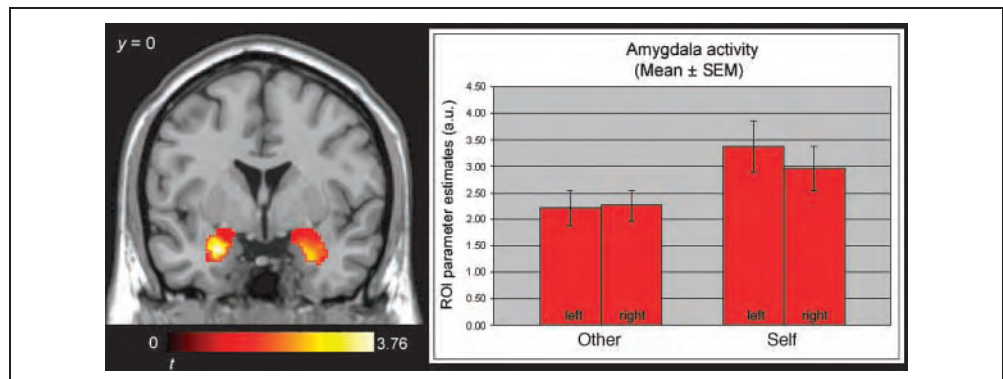 y = 0
0
3.76
t
Amygdala activity
(Mean ± SEM)
ROI parameter estimates (a.u.)
4.50
4.00
3.50
3.00
2.50
2.00
1.50
1.00
0.50
0.00
left
right
left
right
Other
Self